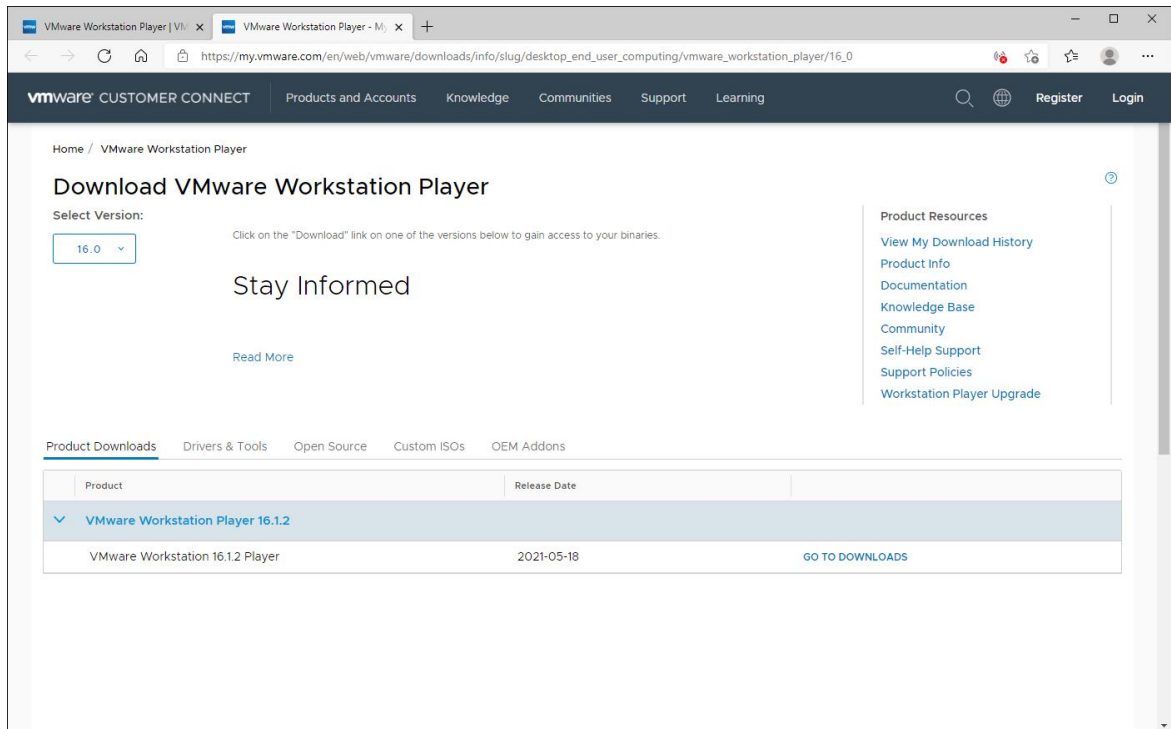 VMware Workstation Player | VM
VMware Workstation Player - My
https://my.vmware.com/en/web/vmware/downloads/info/slug/desktop_end_user_computing/vmware_workstation_player/16_0
vmware CUSTOMER CONNECT Products and Accounts Knowledge Communities Support Learning Register Login
Home / VMware Workstation Player
Download VMware Workstation Player
Select Version:
16.0
Click on the "Download" link on one of the versions below to gain access to your binaries.
Stay Informed
Read More
Product Resources
View My Download History
Product Info
Documentation
Knowledge Base
Community
Self-Help Support
Support Policies
Workstation Player Upgrade
Product Downloads Drivers & Tools Open Source Custom ISOs OEM Addons
Product Release Date
VMware Workstation Player 16.1.2
VMware Workstation 16.1.2 Player 2021-05-18 GO TO DOWNLOADS